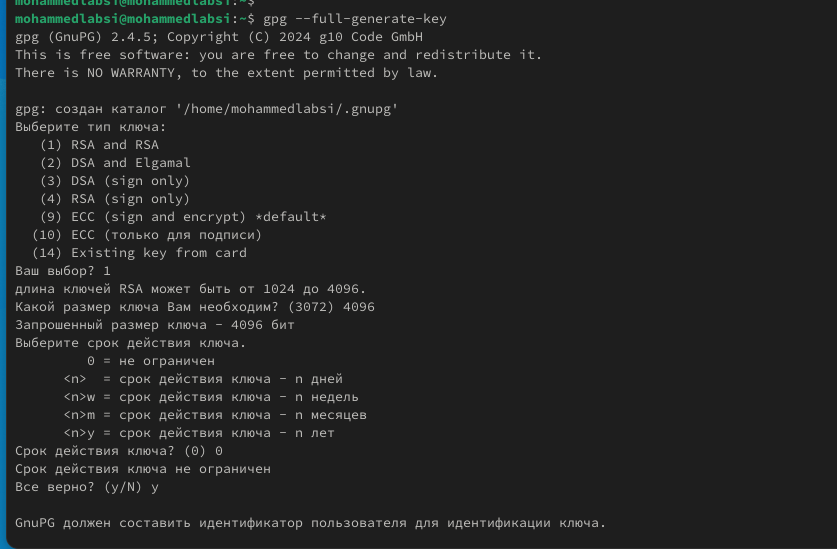 mohammedlabsi@mohammedlabsi:~$
mohammedlabsi@mohammedlabsi:~$ gpg --full-generate-key
gpg (GnuPG) 2.4.5; Copyright (C) 2024 g10 Code GmbH
This is free software: you are free to change and redistribute it.
There is NO WARRANTY, to the extent permitted by law.

gpg: создан каталог '/home/mohammedlabsi/.gnupg'
Выберите тип ключа:
   (1) RSA and RSA
   (2) DSA and Elgamal
   (3) DSA (sign only)
   (4) RSA (sign only)
   (9) ECC (sign and encrypt) *default*
  (10) ECC (только для подписи)
  (14) Existing key from card
Ваш выбор? 1
длина ключей RSA может быть от 1024 до 4096.
Какой размер ключа Вам необходим? (3072) 4096
Запрошенный размер ключа - 4096 бит
Выберите срок действия ключа.
         0 = не ограничен
      <n>  = срок действия ключа - n дней
      <n>w = срок действия ключа - n недель
      <n>m = срок действия ключа - n месяцев
      <n>y = срок действия ключа - n лет
Срок действия ключа? (0) 0
Срок действия ключа не ограничен
Все верно? (y/N) y

GnuPG должен составить идентификатор пользователя для идентификации ключа.